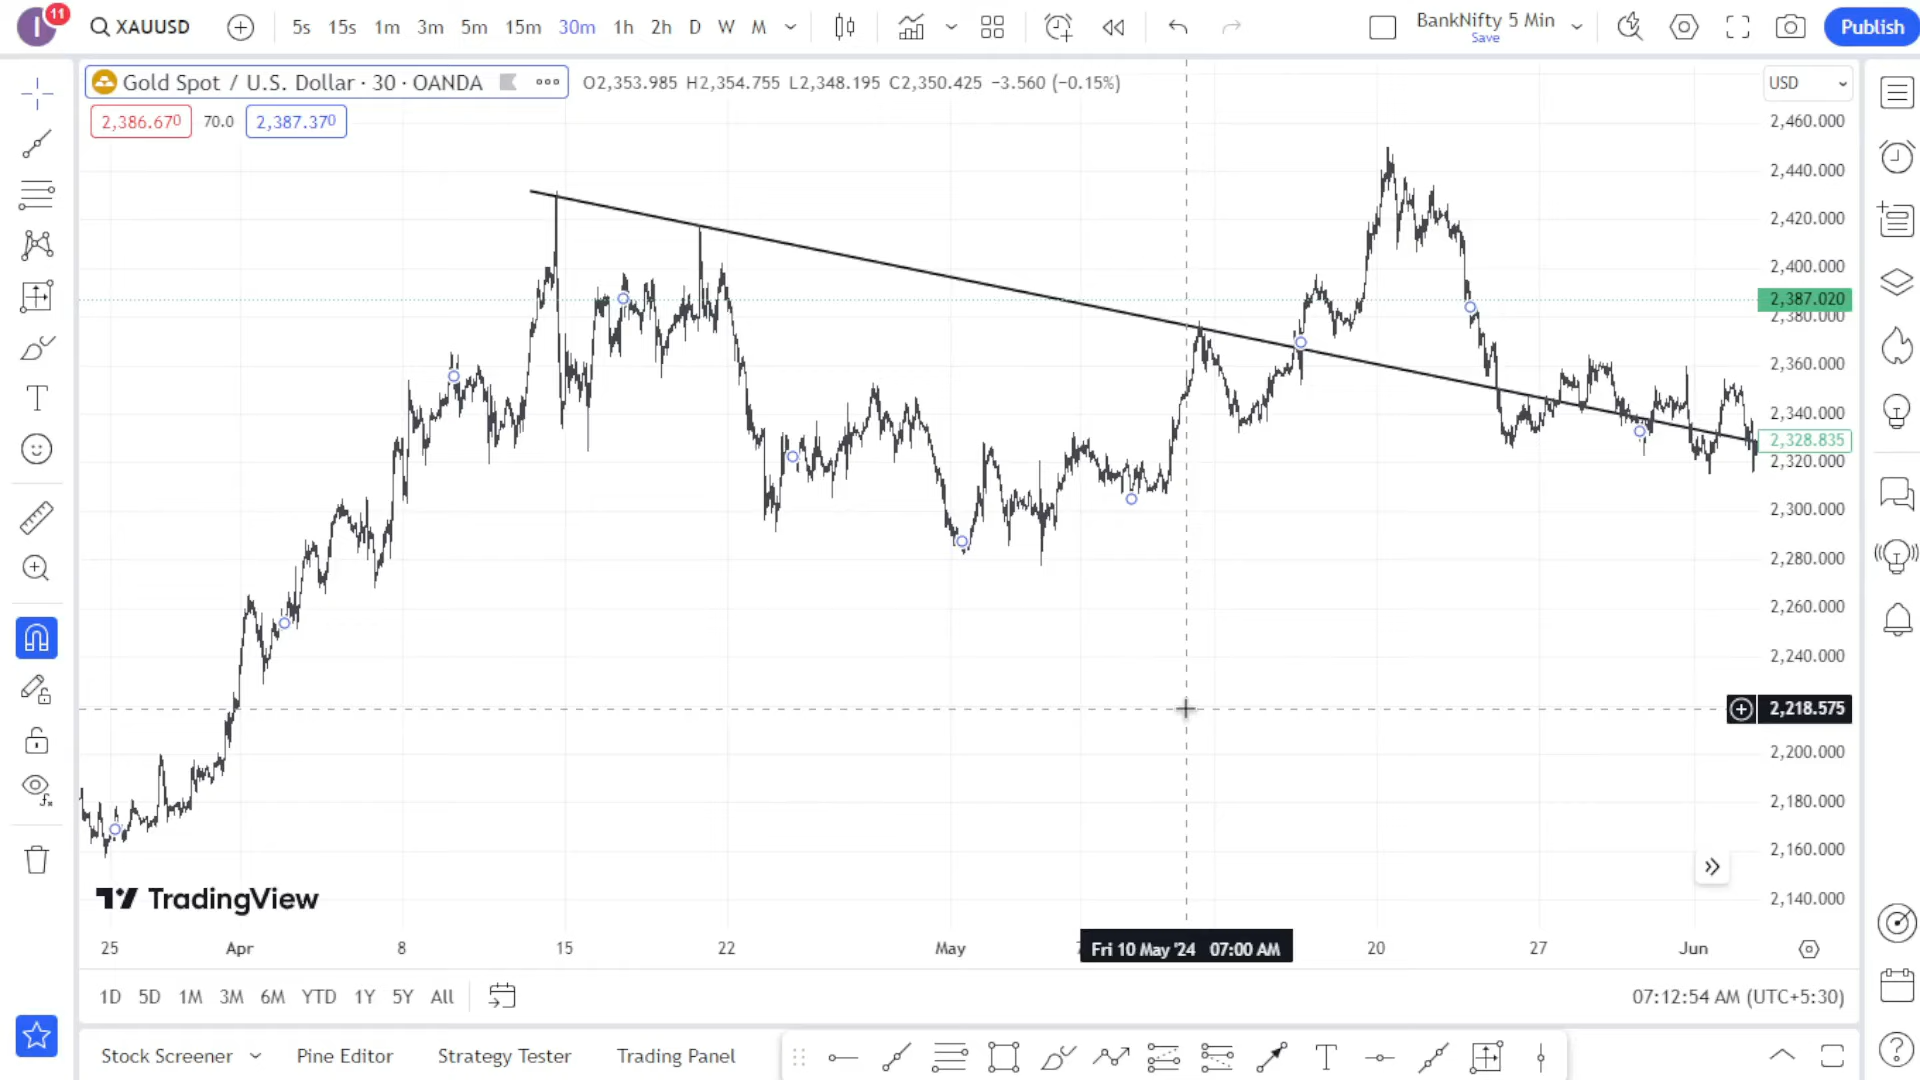 I 11 XAUUSD 5s 15s 1m 3m 5m 15m 30m 1h 2h D W M BankNifty 5 Min Save Publish
Gold Spot / U.S. Dollar · 30 · OANDA O2,353.985 H2,354.755 L2,348.195 C2,350.425 −3.560 (−0.15%) USD
2,386.670 70.0 2,387.370
2,460.000
2,440.000
2,420.000
2,400.000
2,387.020
2,380.000
2,360.000
2,340.000
2,328.835
2,320.000
2,300.000
2,280.000
2,260.000
2,240.000
2,218.575
2,200.000
2,180.000
2,160.000
2,140.000
TradingView
25 Apr 8 15 22 May Fri 10 May '24 07:00 AM 20 27 Jun
1D 5D 1M 3M 6M YTD 1Y 5Y All 07:12:54 AM (UTC+5:30)
Stock Screener Pine Editor Strategy Tester Trading Panel